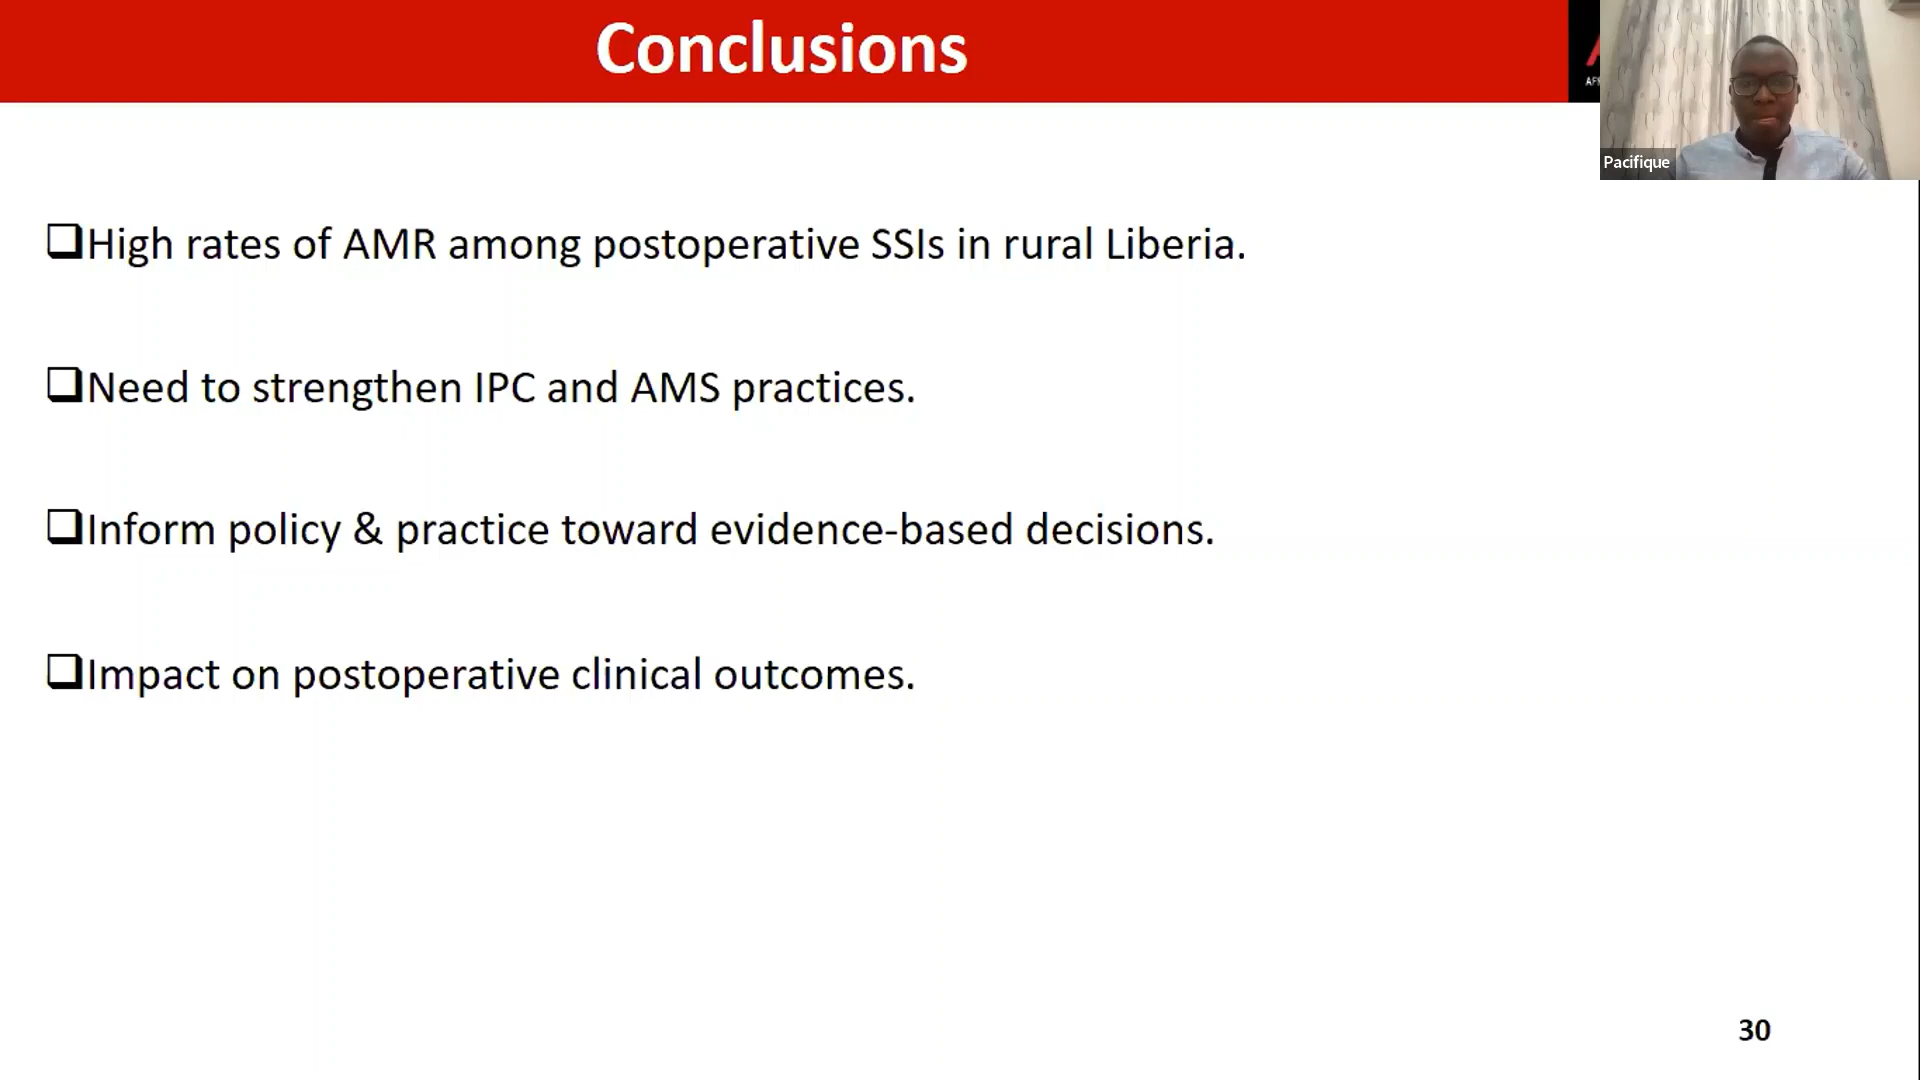 Conclusions
Pacifique
❑High rates of AMR among postoperative SSIs in rural Liberia.
❑Need to strengthen IPC and AMS practices.
❑Inform policy & practice toward evidence-based decisions.
❑Impact on postoperative clinical outcomes.
30